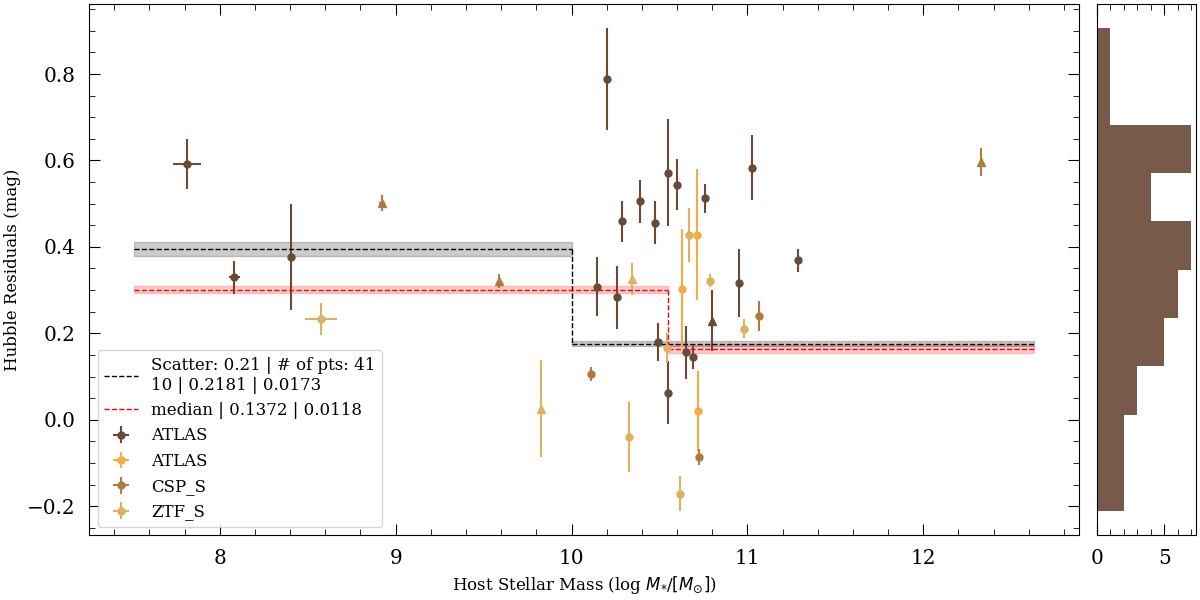 Hubble Residuals (mag)
0.8
0.6
0.4
0.2
0.0
−0.2
Scatter: 0.21 | # of pts: 41
10 | 0.2181 | 0.0173
median | 0.1372 | 0.0118
ATLAS
ATLAS
CSP_S
ZTF_S
8 9 10 11 12
0 5
Host Stellar Mass (log M*/[M⊙])